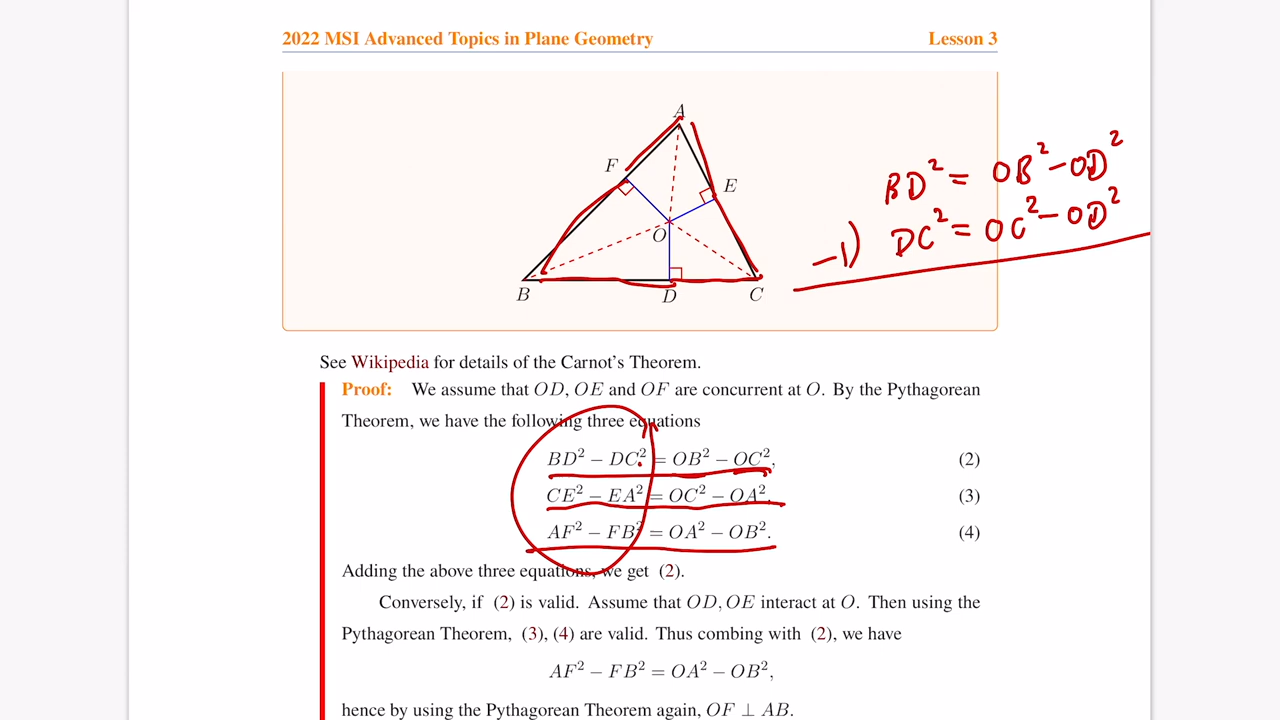 2022 MSI Advanced Topics in Plane Geometry Lesson 3
A
F
E
O
B D C
BD² = OB² - OD²
-1) DC² = OC² - OD²
See Wikipedia for details of the Carnot's Theorem.
Proof: We assume that OD, OE and OF are concurrent at O. By the Pythagorean
Theorem, we have the following three equations
BD² − DC² = OB² − OC², (2)
CE² − EA² = OC² − OA², (3)
AF² − FB² = OA² − OB². (4)
Adding the above three equations, we get (2).
Conversely, if (2) is valid. Assume that OD, OE interact at O. Then using the
Pythagorean Theorem, (3), (4) are valid. Thus combing with (2), we have
AF² − FB² = OA² − OB²,
hence by using the Pythagorean Theorem again, OF ⊥ AB.